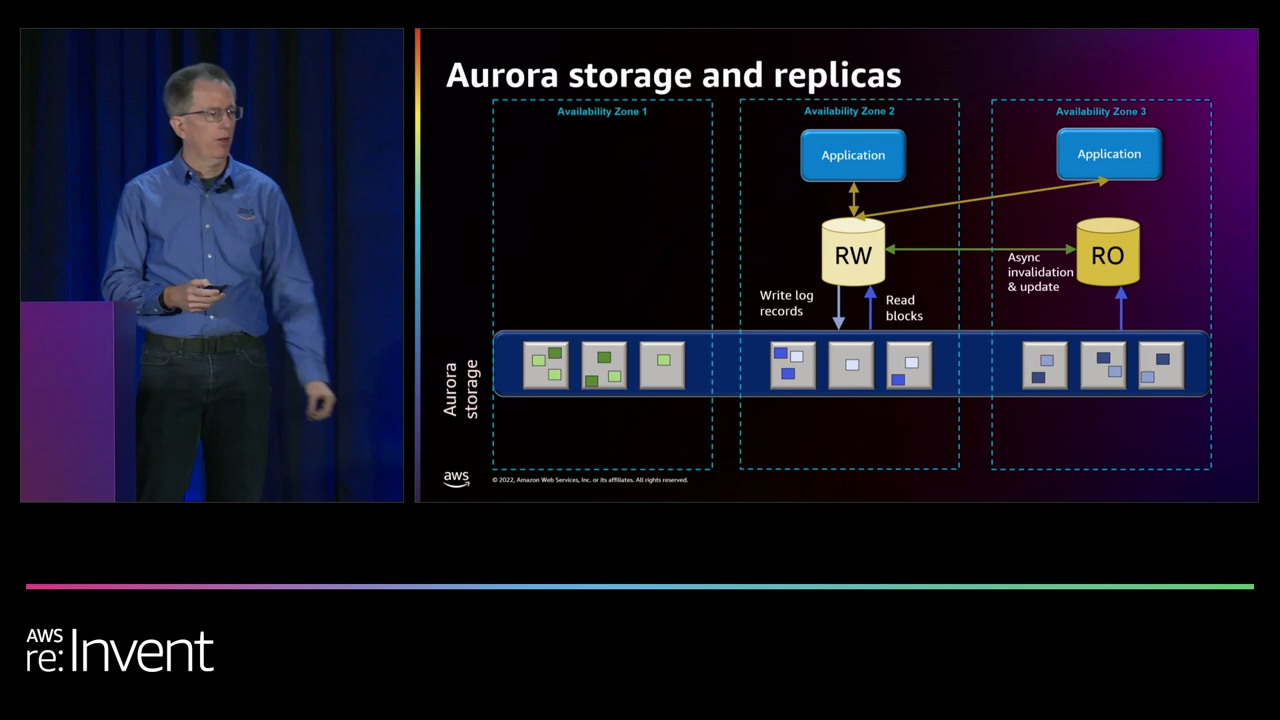 Aurora storage and replicas
Availability Zone 1
Availability Zone 2
Availability Zone 3
Application
Application
RW
RO
Async
invalidation
& update
Write log
records
Read
blocks
Aurora
storage
aws
© 2022, Amazon Web Services, Inc. or its affiliates. All rights reserved.
aws
AWS
re:Invent